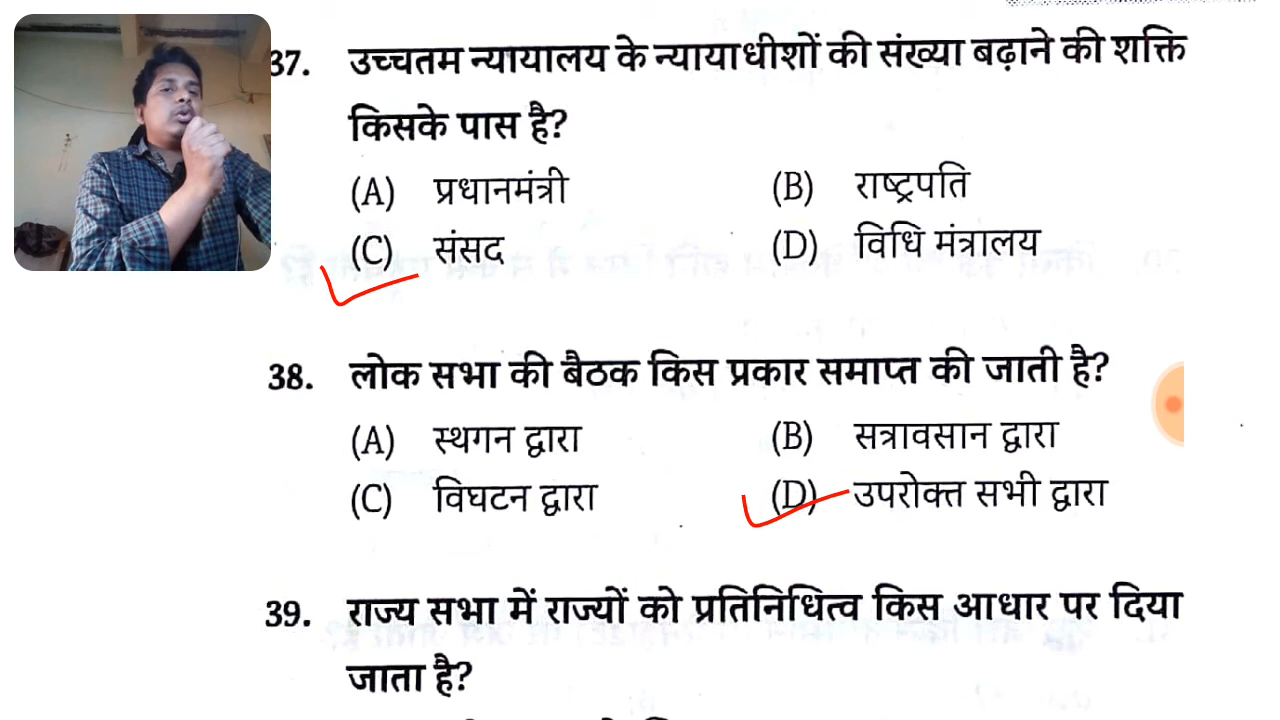 37. उच्चतम न्यायालय के न्यायाधीशों की संख्या बढ़ाने की शक्ति
किसके पास है?
(A) प्रधानमंत्री (B) राष्ट्रपति
(C) संसद (D) विधि मंत्रालय
38. लोक सभा की बैठक किस प्रकार समाप्त की जाती है?
(A) स्थगन द्वारा (B) सत्रावसान द्वारा
(C) विघटन द्वारा (D) उपरोक्त सभी द्वारा
39. राज्य सभा में राज्यों को प्रतिनिधित्व किस आधार पर दिया
जाता है?